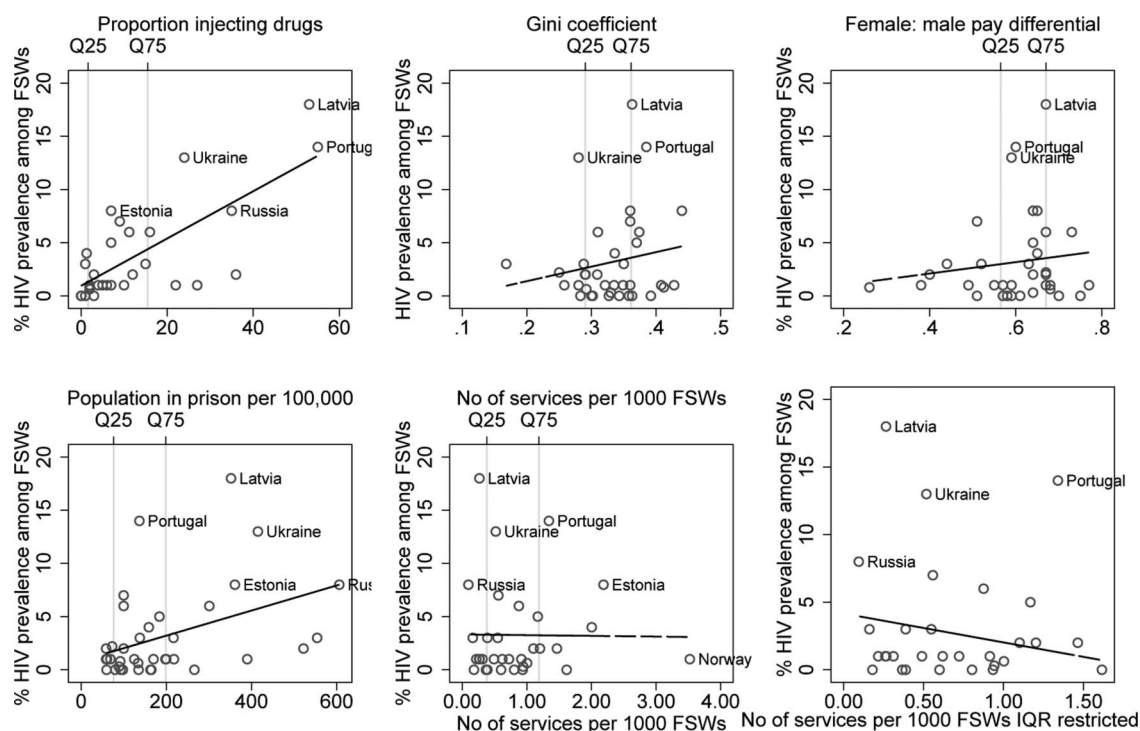 Proportion injecting drugs
Q25 Q75
% HIV prevalence among FSWs
20
15
10
5
0
Latvia
Portug
Ukraine
Estonia
Russia
0 20 40 60
Gini coefficient
Q25 Q75
HIV prevalence among FSWs
20
15
10
5
0
Latvia
Portugal
Ukraine
.1 .2 .3 .4 .5
Female: male pay differential
Q25 Q75
% HIV prevalence among FSWs
20
15
10
5
0
Latvia
Portugal
Ukraine
.2 .4 .6 .8
Population in prison per 100,000
Q25 Q75
% HIV prevalence among FSWs
20
15
10
5
0
Latvia
Portugal
Ukraine
Estonia
Rus
0 200 400 600
No of services per 1000 FSWs
Q25 Q75
% HIV prevalence among FSWs
20
15
10
5
0
Latvia
Portugal
Ukraine
Russia
Estonia
Norway
0.00 1.00 2.00 3.00 4.00
No of services per 1000 FSWs
% HIV prevalence among FSWs
20
15
10
5
0
Latvia
Portugal
Ukraine
Russia
0.00 0.50 1.00 1.50
No of services per 1000 FSWs IQR restricted